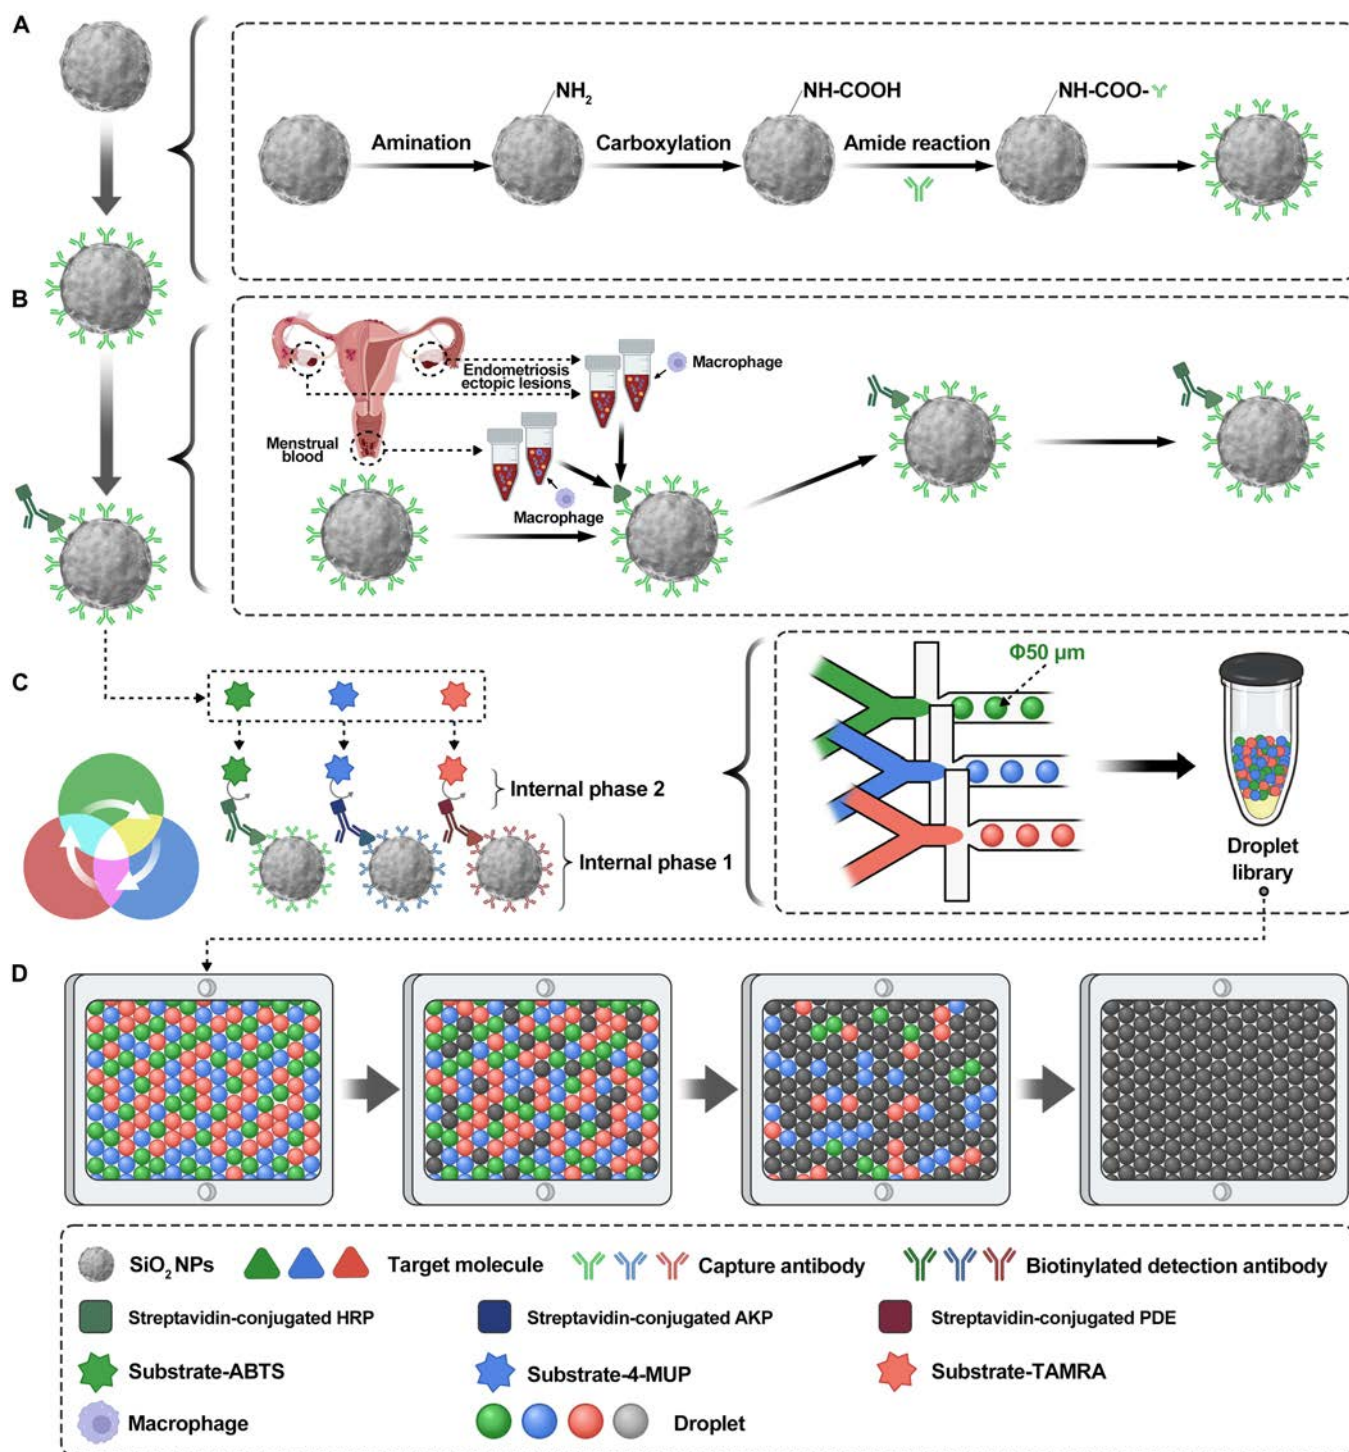 A
NH2
NH-COOH
NH-COO-
Amination
Carboxylation
Amide reaction
B
Endometriosis
ectopic lesions
Macrophage
Menstrual
blood
Macrophage
C
Internal phase 2
Internal phase 1
Φ50 μm
Droplet
library
D
SiO2 NPs
Target molecule
Capture antibody
Biotinylated detection antibody
Streptavidin-conjugated HRP
Streptavidin-conjugated AKP
Streptavidin-conjugated PDE
Substrate-ABTS
Substrate-4-MUP
Substrate-TAMRA
Macrophage
Droplet